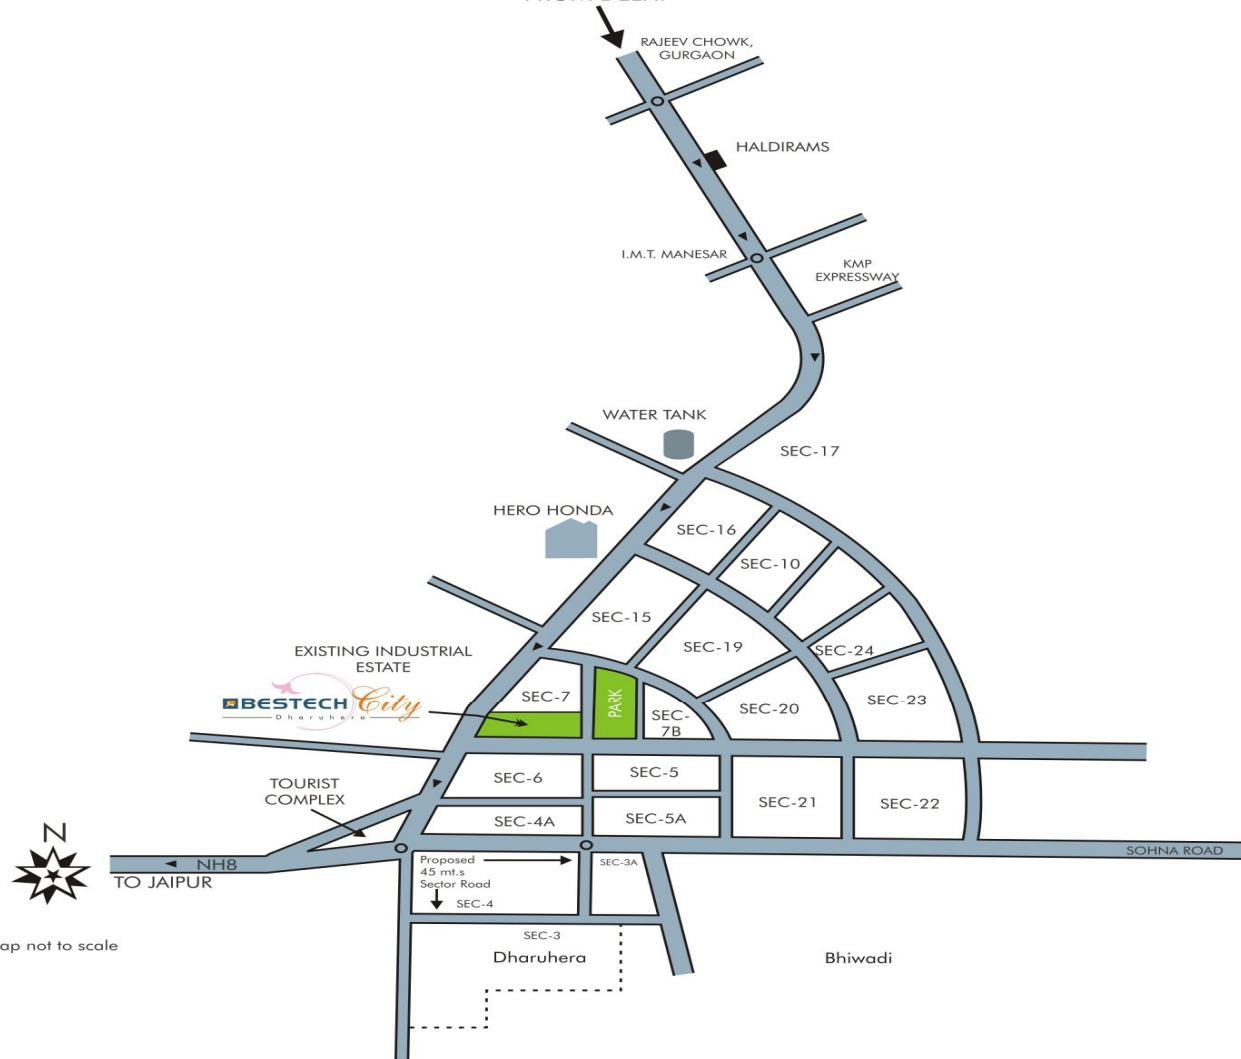 RAJEEV CHOWK,
GURGAON
HALDIRAMS
I.M.T. MANESAR
KMP
EXPRESSWAY
WATER TANK
SEC-17
HERO HONDA
SEC-16
SEC-10
SEC-15
SEC-19
SEC-24
EXISTING INDUSTRIAL
ESTATE
BESTECH City
Dharuhera
SEC-7
PARK
SEC-
7B
SEC-20
SEC-23
SEC-6
SEC-5
TOURIST
COMPLEX
SEC-4A
SEC-5A
SEC-21
SEC-22
N
NH8
TO JAIPUR
Proposed
45 mt.s
Sector Road
SEC-4
SEC-3A
SOHNA ROAD
SEC-3
ap not to scale
Dharuhera
Bhiwadi